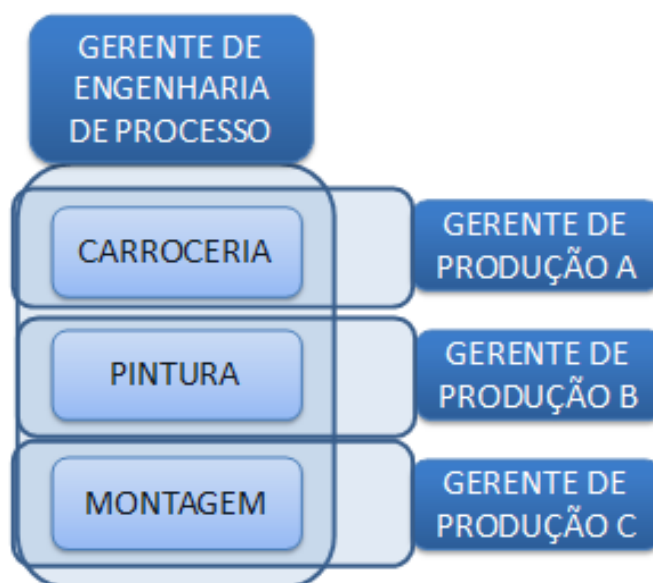 GERENTE DE
ENGENHARIA
DE PROCESSO
CARROCERIA
GERENTE DE
PRODUÇÃO A
PINTURA
GERENTE DE
PRODUÇÃO B
MONTAGEM
GERENTE DE
PRODUÇÃO C